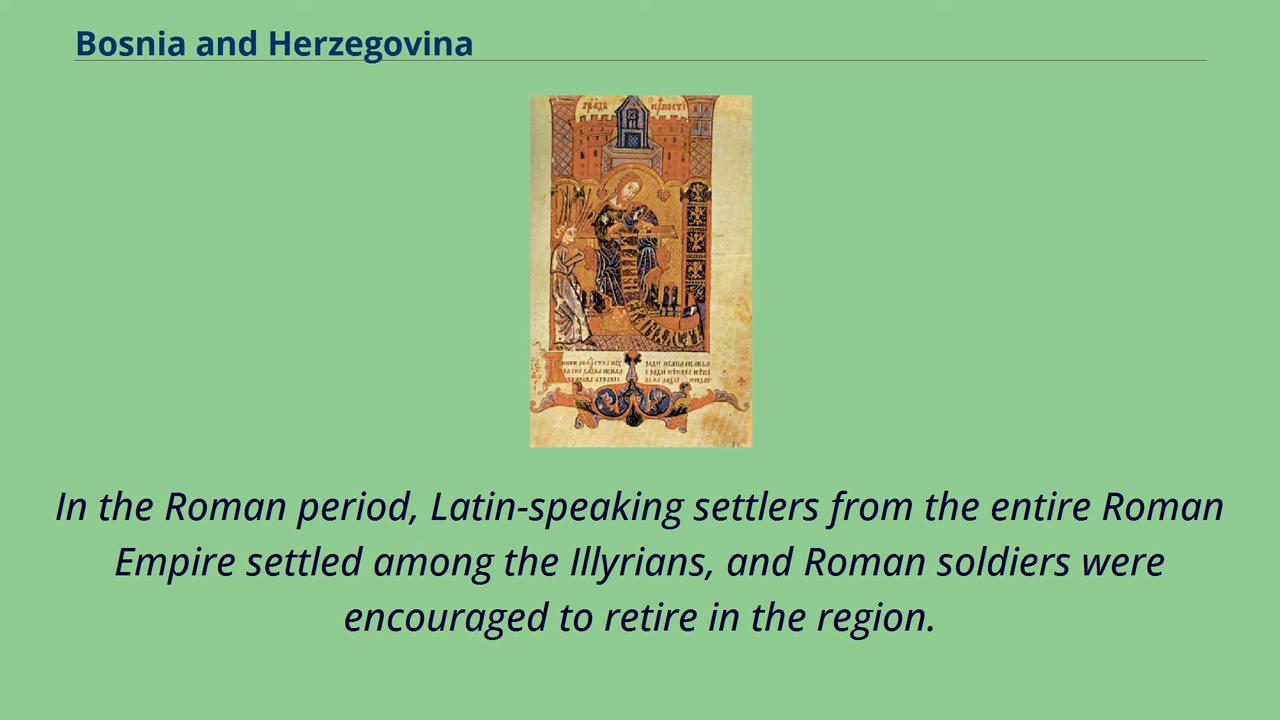 Bosnia and Herzegovina
In the Roman period, Latin-speaking settlers from the entire Roman
Empire settled among the Illyrians, and Roman soldiers were
encouraged to retire in the region.